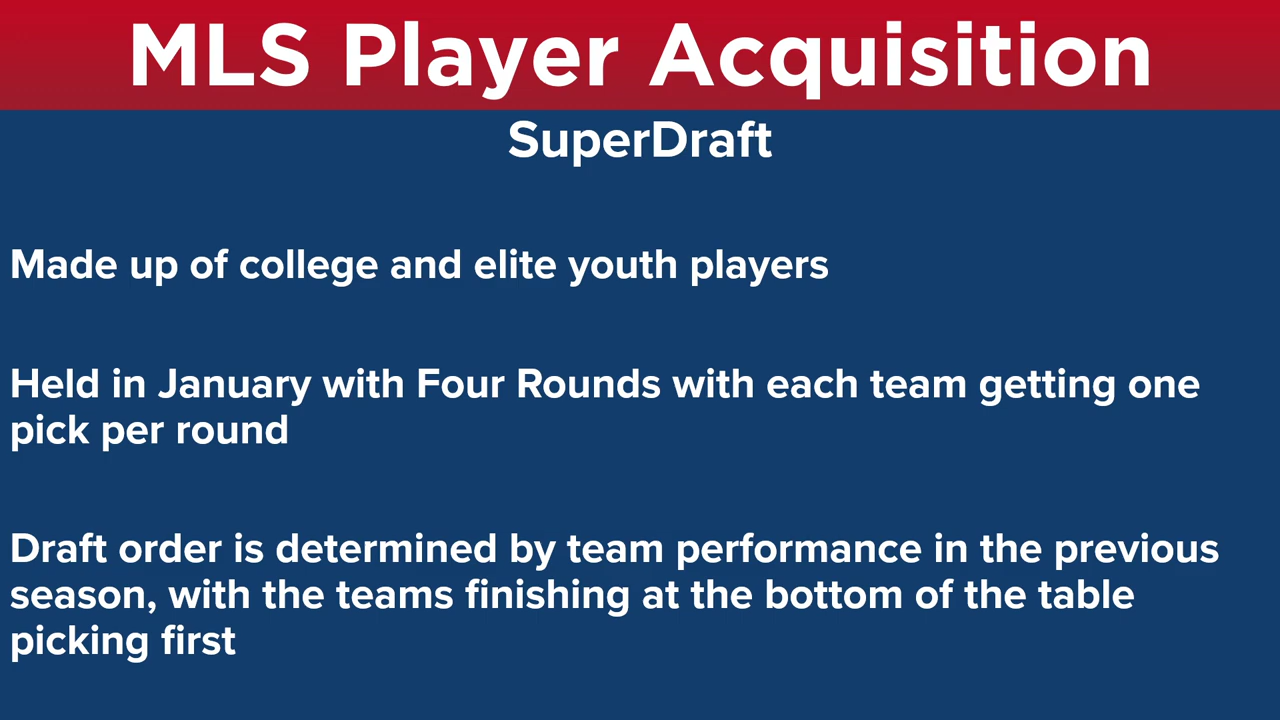 MLS Player Acquisition
SuperDraft
Made up of college and elite youth players
Held in January with Four Rounds with each team getting one
pick per round
Draft order is determined by team performance in the previous
season, with the teams finishing at the bottom of the table
picking first